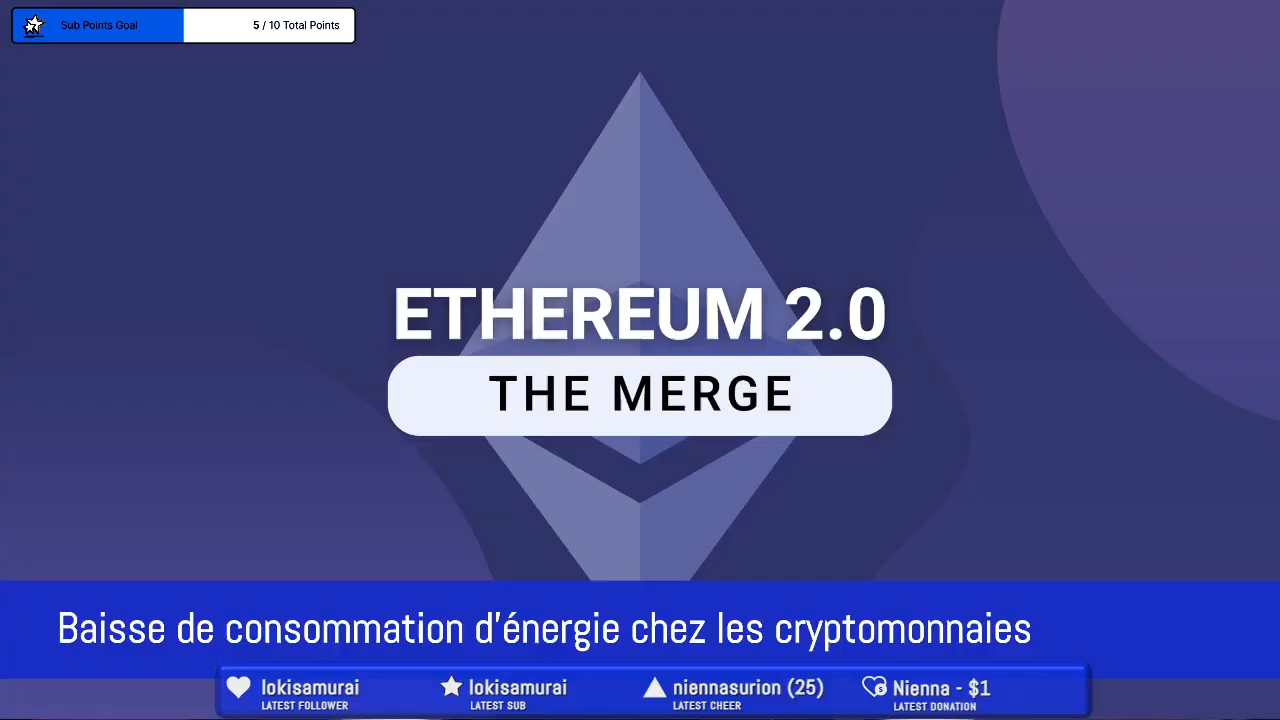 Sub Points Goal 5 / 10 Total Points
ETHEREUM 2.0
THE MERGE
Baisse de consommation d'énergie chez les cryptomonnaies
lokisamurai lokisamurai niennasurion (25) Nienna - $1
LATEST FOLLOWER LATEST SUB LATEST CHEER LATEST DONATION